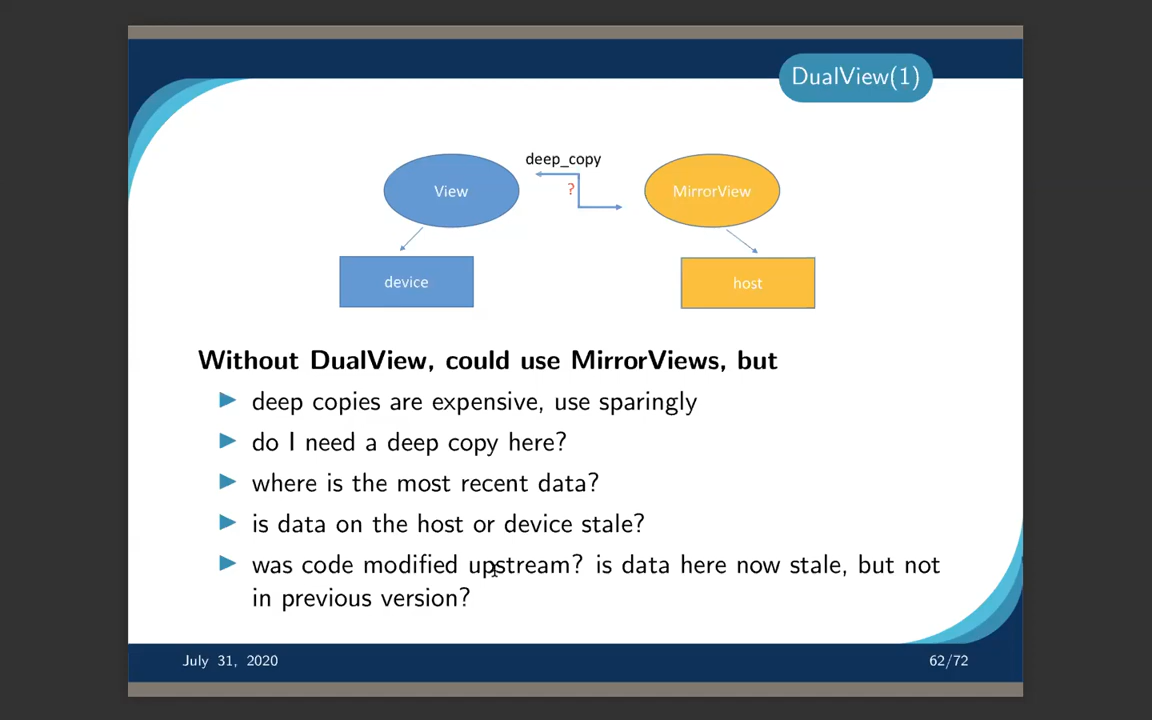 DualView(1)
deep_copy
View
?
MirrorView
device
host
Without DualView, could use MirrorViews, but
deep copies are expensive, use sparingly
do I need a deep copy here?
where is the most recent data?
is data on the host or device stale?
was code modified upstream? is data here now stale, but not
in previous version?
July 31, 2020
62/72